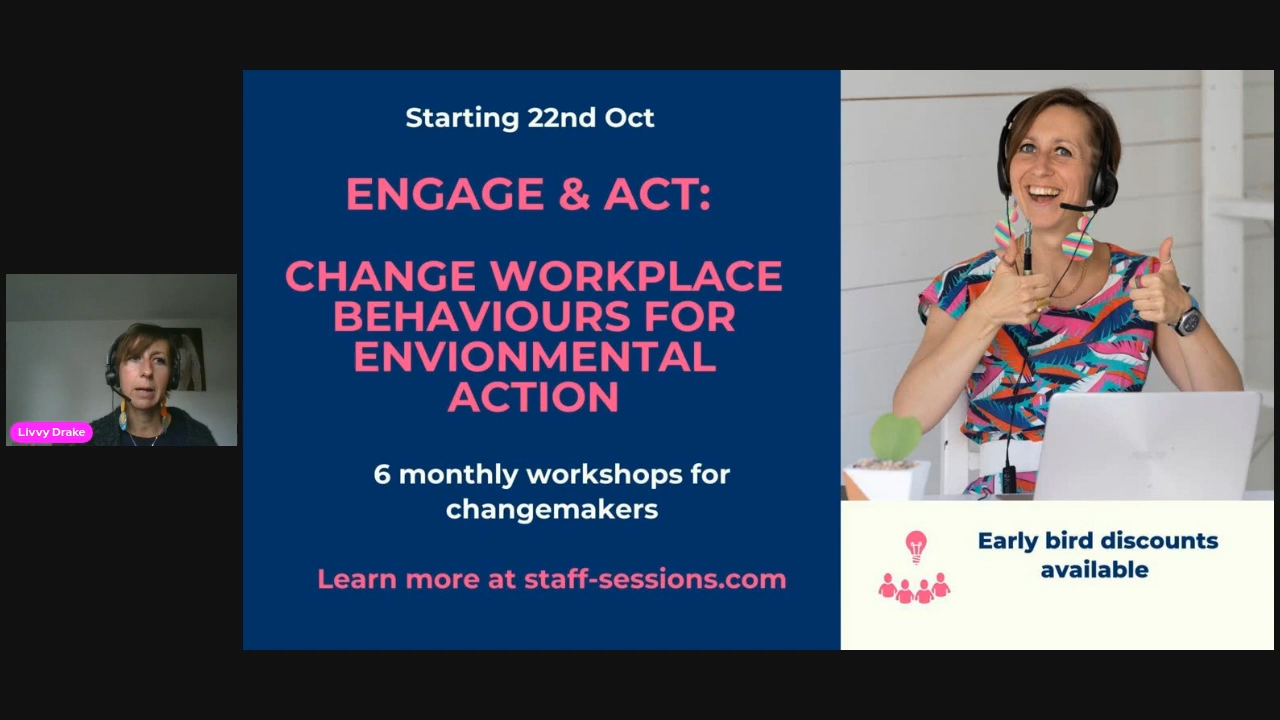 Starting 22nd Oct
ENGAGE & ACT:
CHANGE WORKPLACE
BEHAVIOURS FOR
ENVIONMENTAL
ACTION
6 monthly workshops for
changemakers
Learn more at staff-sessions.com
Early bird discounts
available
Livvy Drake